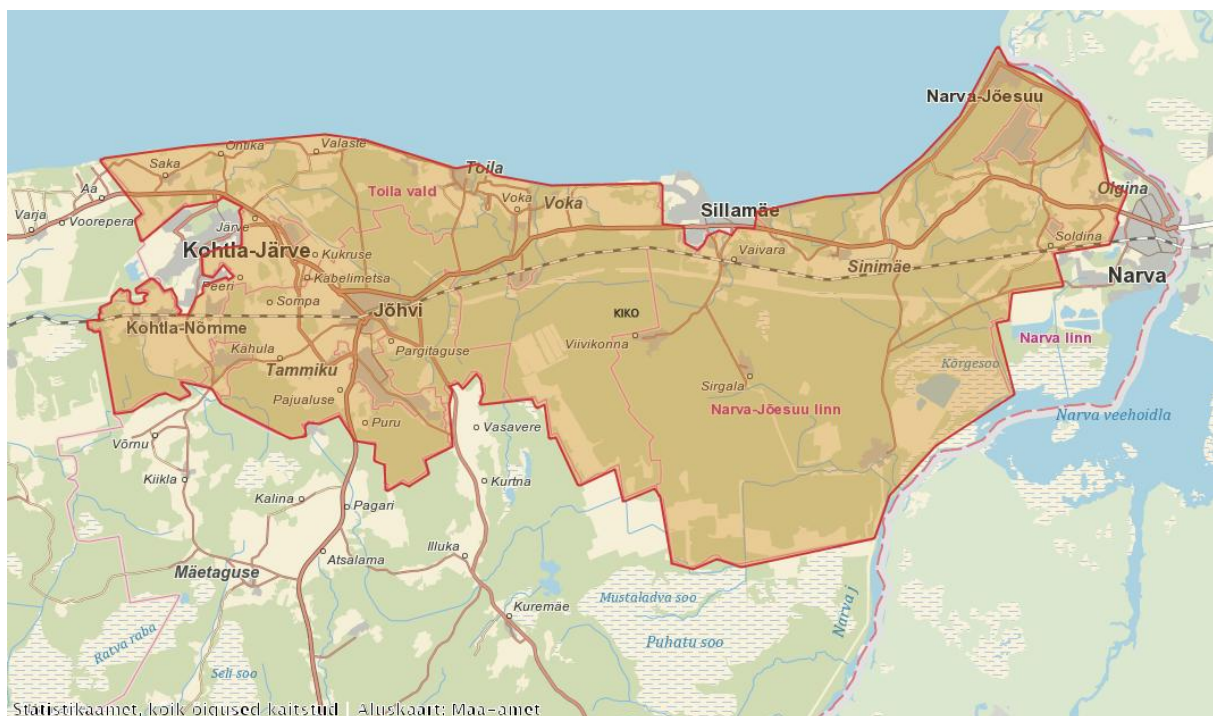 Narva-Jõesuu
Ontika
Valaste
Saka
Toila
Aa
Toila vald
Voka
Voka
Olgina
Varja
Voorepera
Sillamäe
Järve
Kohtla-Järve
Kukruse
Vaivara
Soldina
Sinimäe
Narva
Peeri
Kabelimetsa
Sompa
Jõhvi
KIKO
Kohtla-Nõmme
Viivikonna
Narva linn
Kahula
Pargitaguse
Tammiku
Kõrgesoo
Sirgala
Pajualuse
Narva-Jõesuu linn
Narva veehoidla
Puru
Vasavere
Võrnu
Kiikla
Kurtna
Kalina
Pagari
Illuka
Atsalama
Mäetaguse
Mustaladva soo
Kuremäe
Narva j
Ratva raba
Puhatu soo
Seli soo
Statistikaamet, kõik õigused kaitstud | Aluskaart: Maa-amet